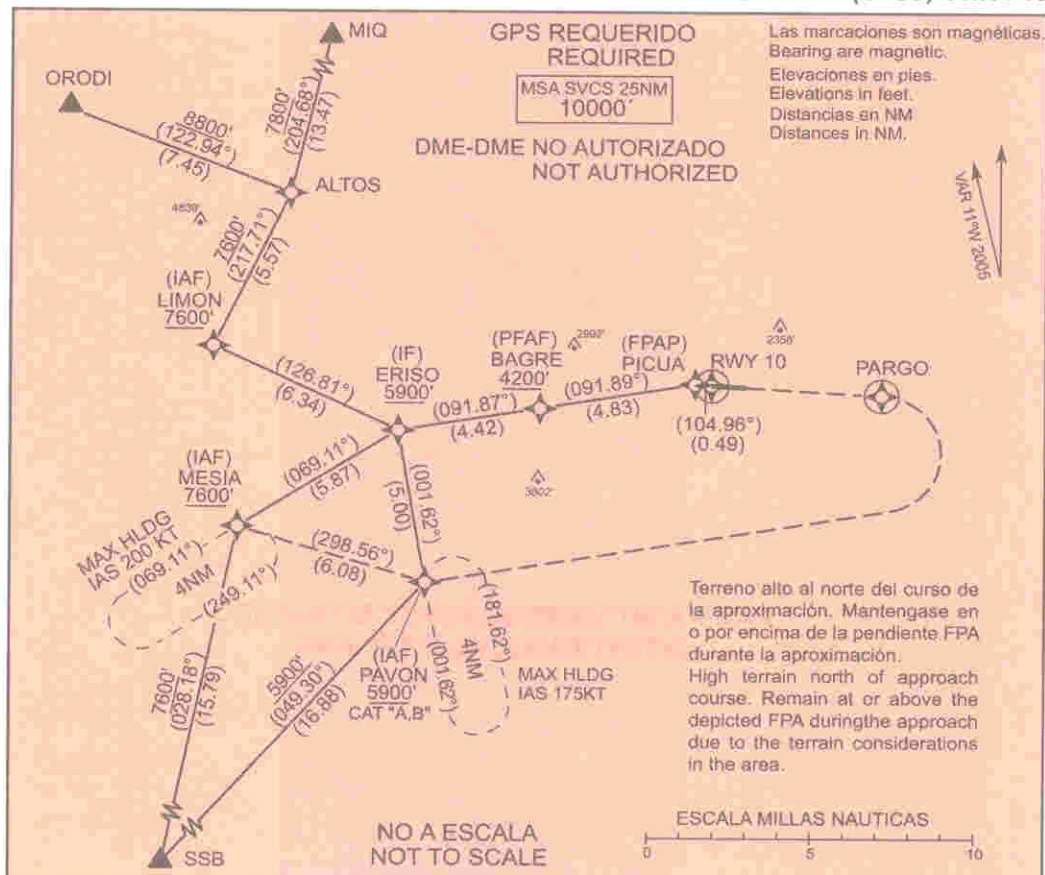 MIQ
ORODI
GPS REQUERIDO
REQUIRED
MSA SVCS 25NM
10000'
DME-DME NO AUTORIZADO
NOT AUTHORIZED
Las marcaciones son magnéticas.
Bearing are magnetic.
Elevaciones en pies.
Elevations in feet.
Distancias en NM
Distances in NM.
VAR 11°W 2005
8800'
(122.94°)
(7.45)
7800'
(204.68°)
(13.47)
ALTOS
4839'
7600'
(217.71°)
(5.57)
(IAF)
LIMON
7600'
(126.81°)
(6.34)
(IF)
ERISO
5900'
(PFAF)
BAGRE
4200'
2992'
(FPAP)
PICUA
RWY 10
2358'
PARGO
(091.87°)
(4.42)
(091.89°)
(4.83)
(104.96°)
(0.49)
3802'
(IAF)
MESIA
7600'
(069.11°)
(5.87)
(001.62°)
(5.00)
(298.56°)
(6.08)
MAX HLDG
IAS 200 KT
(069.11°)
4NM
(249.11°)
(181.62°)
4NM
(001.62°)
MAX HLDG
IAS 175KT
(IAF)
PAVON
5900'
CAT "A,B"
7600'
(028.18°)
(15.79)
5900'
(049.30°)
(16.88)
SSB
Terreno alto al norte del curso de
la aproximación. Mantengase en
o por encima de la pendiente FPA
durante la aproximación.
High terrain north of approach
course. Remain at or above the
depicted FPA duringthe approach
due to the terrain considerations
in the area.
NO A ESCALA
NOT TO SCALE
ESCALA MILLAS NAUTICAS
0 5 10